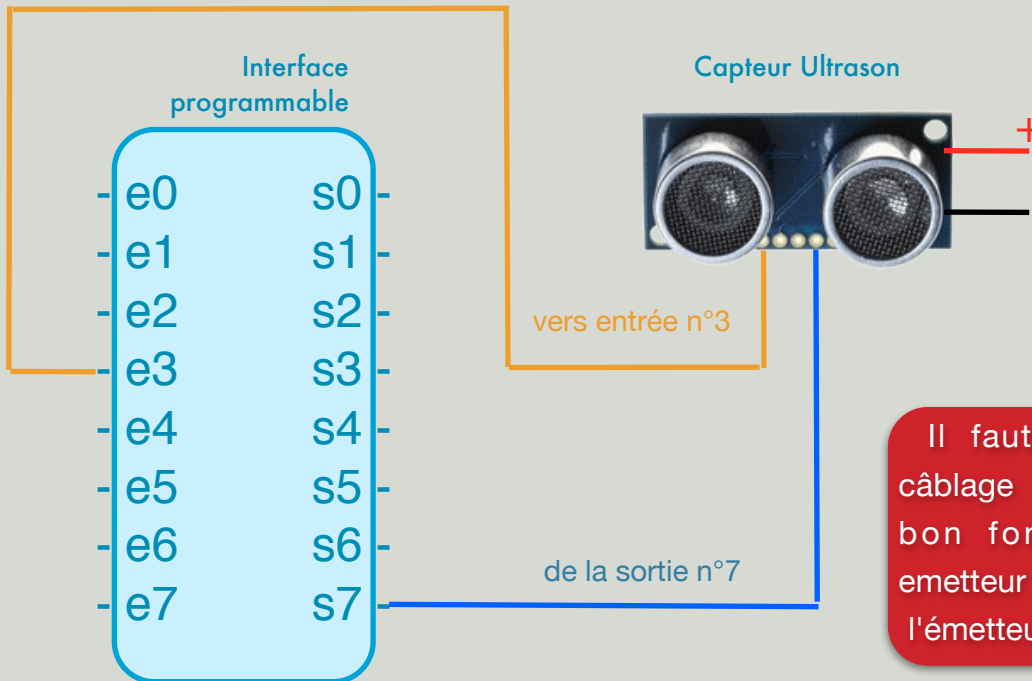 Interface
programmable
Capteur Ultrason
+
e0 s0
e1 s1
e2 s2
e3 s3
e4 s4
e5 s5
e6 s6
e7 s7
vers entrée n°3
de la sortie n°7
Il faut
câblage
bon for
emetteur
l'émetteu